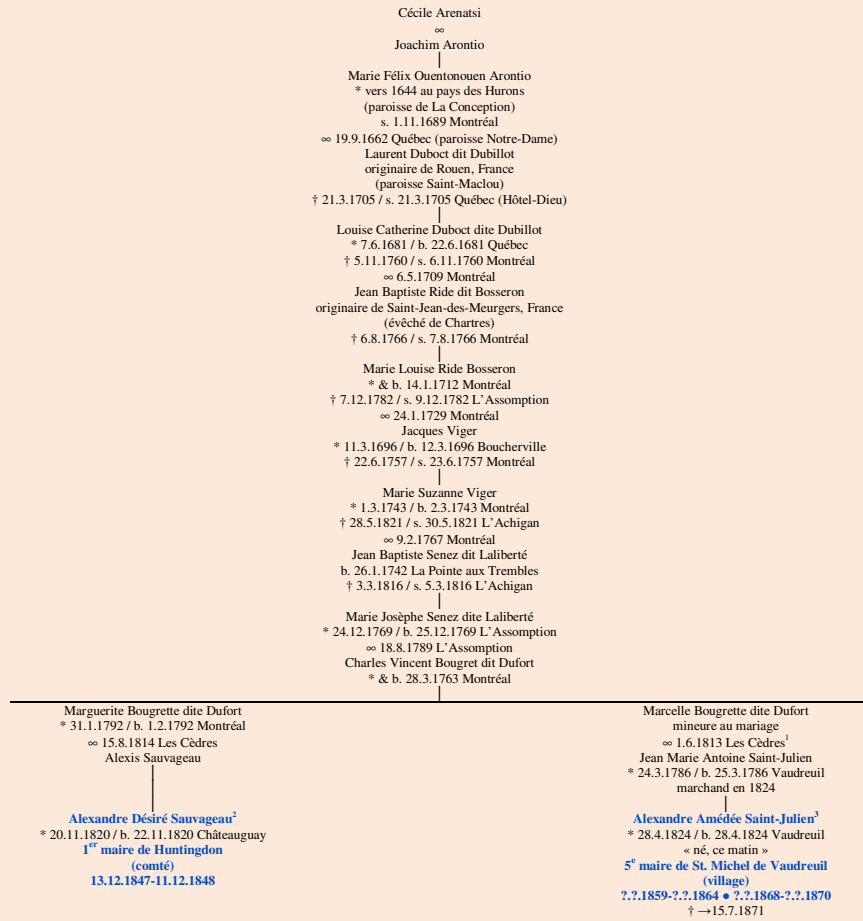 Cécile Arenatsi
∞
Joachim Arontio
Marie Félix Ouentonouen Arontio
* vers 1644 au pays des Hurons
(paroisse de La Conception)
s. 1.11.1689 Montréal
∞ 19.9.1662 Québec (paroisse Notre-Dame)
Laurent Duboct dit Dubillot
originaire de Rouen, France
(paroisse Saint-Maclou)
† 21.3.1705 / s. 21.3.1705 Québec (Hôtel-Dieu)
Louise Catherine Duboct dite Dubillot
* 7.6.1681 / b. 22.6.1681 Québec
† 5.11.1760 / s. 6.11.1760 Montréal
∞ 6.5.1709 Montréal
Jean Baptiste Ride dit Bosseron
originaire de Saint-Jean-des-Meurgers, France
(évêché de Chartres)
† 6.8.1766 / s. 7.8.1766 Montréal
Marie Louise Ride Bosseron
* & b. 14.1.1712 Montréal
† 7.12.1782 / s. 9.12.1782 L’Assomption
∞ 24.1.1729 Montréal
Jacques Viger
* 11.3.1696 / b. 12.3.1696 Boucherville
† 22.6.1757 / s. 23.6.1757 Montréal
Marie Suzanne Viger
* 1.3.1743 / b. 2.3.1743 Montréal
† 28.5.1821 / s. 30.5.1821 L’Achigan
∞ 9.2.1767 Montréal
Jean Baptiste Senez dit Laliberté
b. 26.1.1742 La Pointe aux Trembles
† 3.3.1816 / s. 5.3.1816 L’Achigan
Marie Josèphe Senez dite Laliberté
* 24.12.1769 / b. 25.12.1769 L’Assomption
∞ 18.8.1789 L’Assomption
Charles Vincent Bougret dit Dufort
* & b. 28.3.1763 Montréal
Marguerite Bougrette dite Dufort
* 31.1.1792 / b. 1.2.1792 Montréal
∞ 15.8.1814 Les Cèdres
Alexis Sauvageau
Alexandre Désiré Sauvageau²
* 20.11.1820 / b. 22.11.1820 Châteauguay
1er maire de Huntingdon
(comté)
13.12.1847-11.12.1848
Marcelle Bougrette dite Dufort
mineure au mariage
∞ 1.6.1813 Les Cèdres¹
Jean Marie Antoine Saint-Julien
* 24.3.1786 / b. 25.3.1786 Vaudreuil
marchand en 1824
Alexandre Amédée Saint-Julien³
* 28.4.1824 / b. 28.4.1824 Vaudreuil
« né, ce matin »
5e maire de St. Michel de Vaudreuil
(village)
?.?.1859-?.?.1864 ● ?.?.1868-?.?.1870
† →15.7.1871